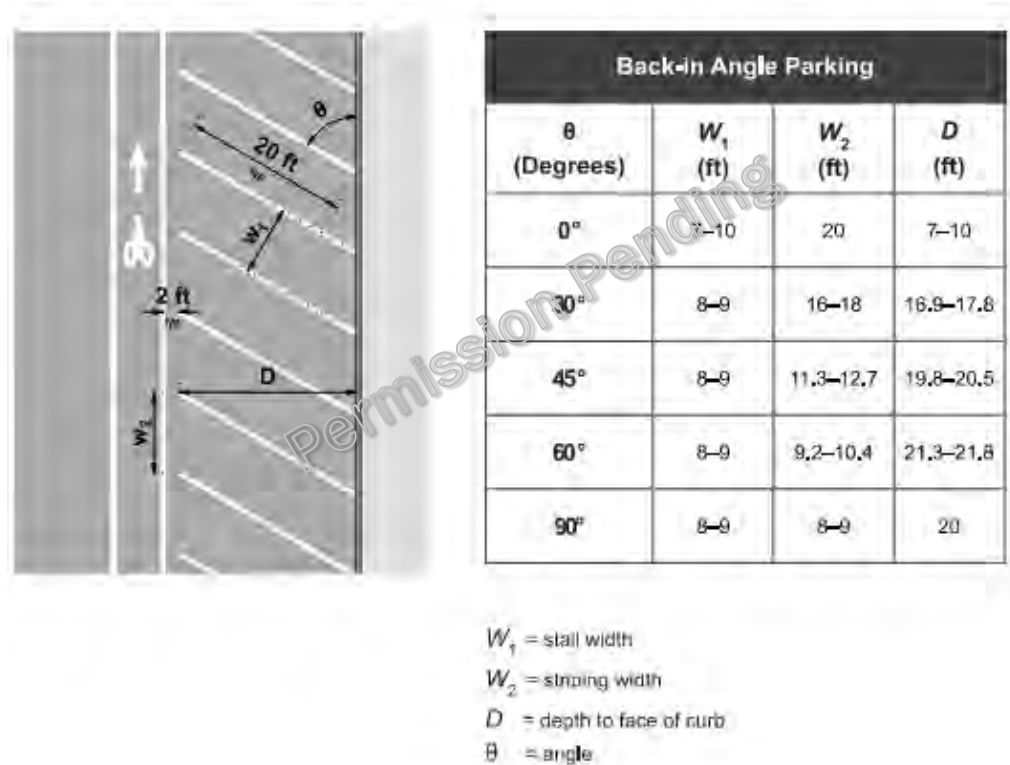 θ
20 ft
W₁
2 ft
D
W₂
Back-in Angle Parking
θ (Degrees) W₁ (ft) W₂ (ft) D (ft)
0° 7–10 20 7–10
30° 8–9 16–18 16.9–17.8
45° 8–9 11.3–12.7 19.8–20.5
60° 8–9 9.2–10.4 21.3–21.8
90° 8–9 8–9 20
Permission Pending
W₁ = stall width
W₂ = striping width
D = depth to face of curb
θ = angle